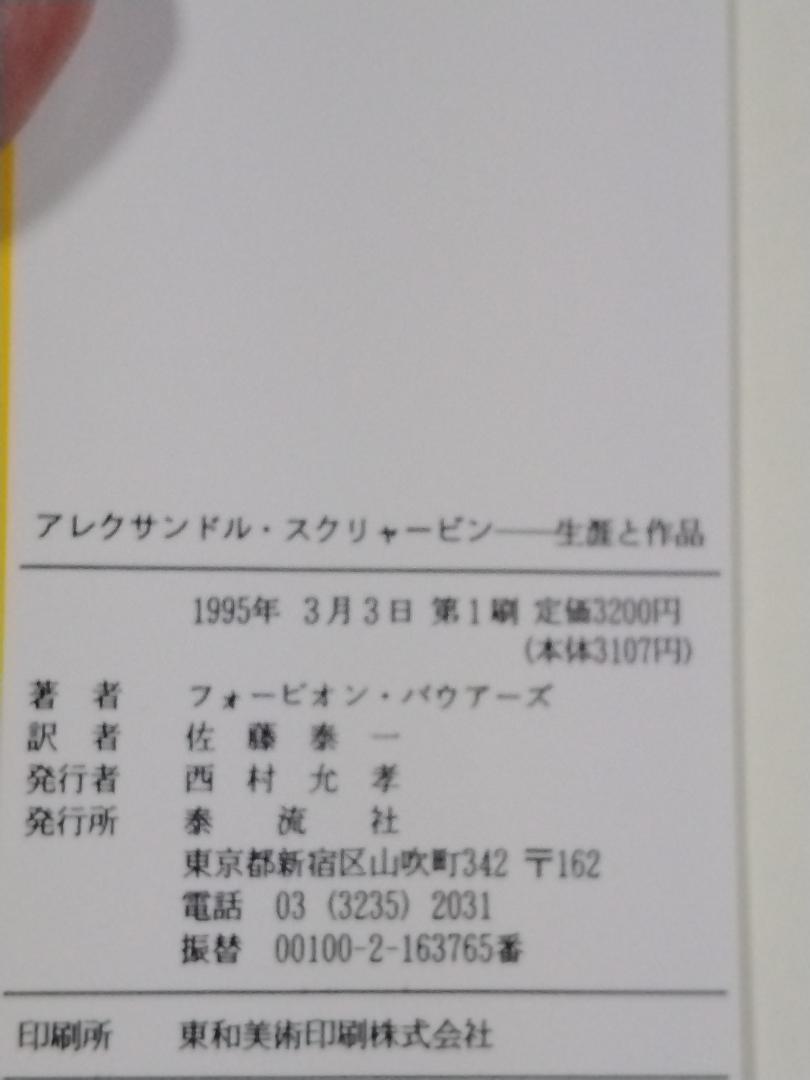 アレクサンドル・スクリャービン――生涯と作品
1995年 3月3日 第1刷 定価3200円
(本体3107円)
著 者 フォービオン・バウアーズ
訳 者 佐 藤 泰 一
発行者 西 村 允 孝
発行所 泰 流 社
東京都新宿区山吹町342 〒162
電話 03 (3235) 2031
振替 00100-2-163765番
印刷所 東和美術印刷株式会社